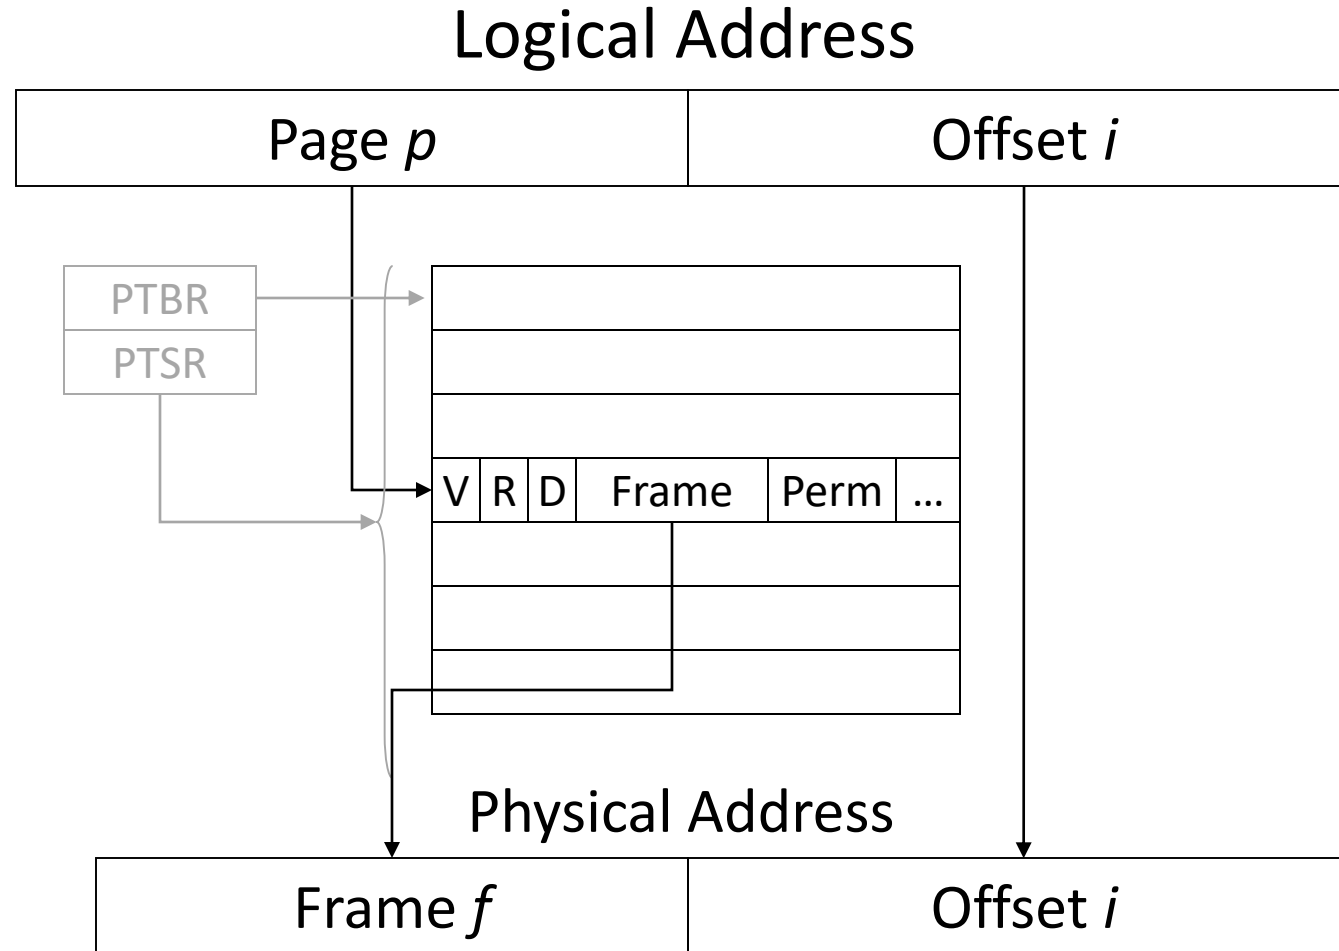 Logical Address
Page p Offset i
PTBR
PTSR
V R D Frame Perm ...
Physical Address
Frame f Offset i